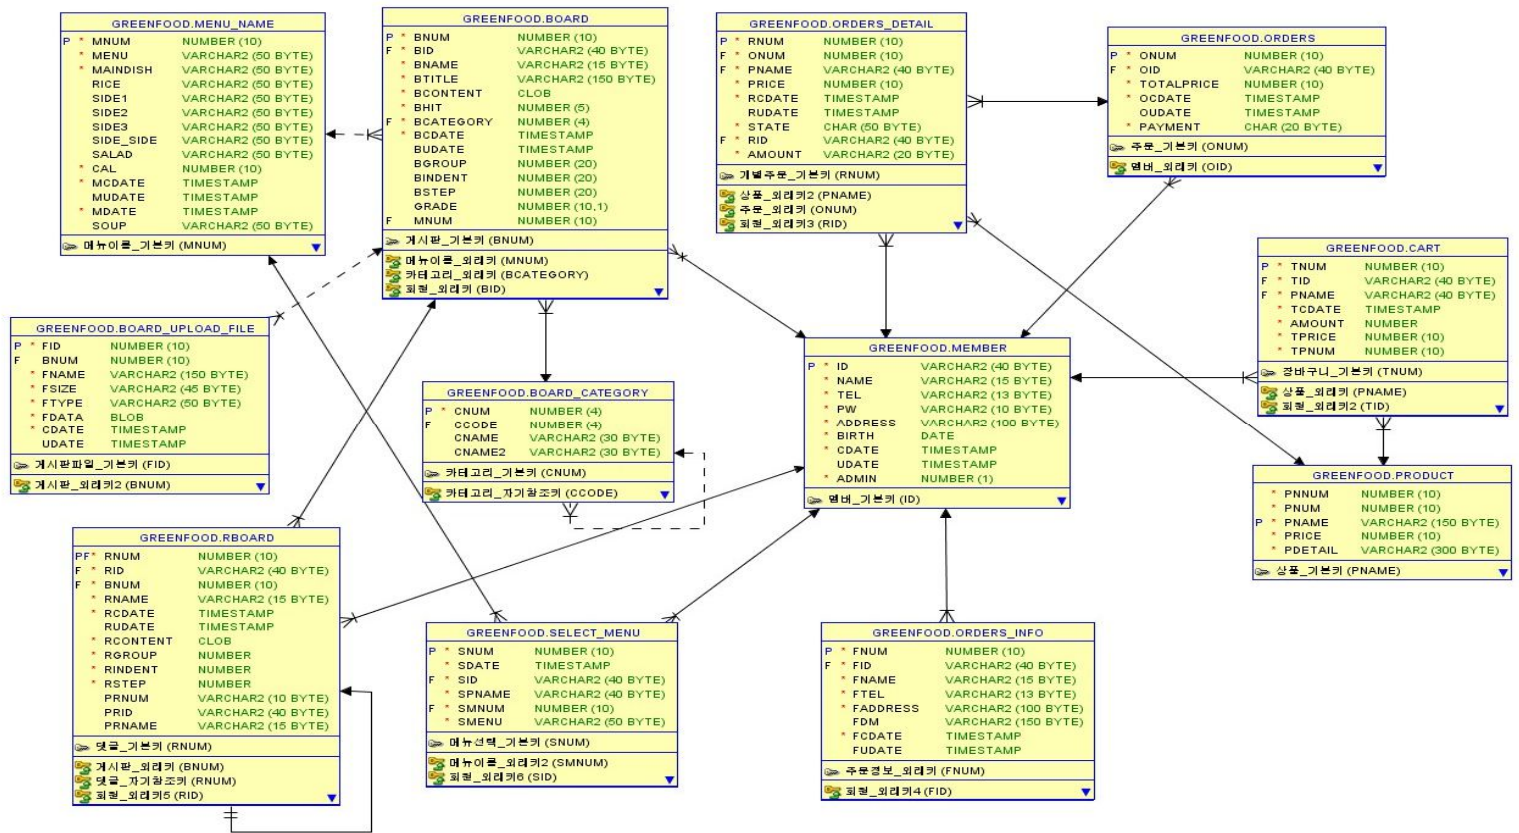 GREENFOOD.MENU_NAME
P * MNUM NUMBER (10)
* MENU VARCHAR2 (50 BYTE)
* MAINDISH VARCHAR2 (50 BYTE)
RICE VARCHAR2 (50 BYTE)
SIDE1 VARCHAR2 (50 BYTE)
SIDE2 VARCHAR2 (50 BYTE)
SIDE3 VARCHAR2 (50 BYTE)
SIDE_SIDE VARCHAR2 (50 BYTE)
SALAD VARCHAR2 (50 BYTE)
* CAL NUMBER (10)
* MCDATE TIMESTAMP
MUDATE TIMESTAMP
* MDATE TIMESTAMP
SOUP VARCHAR2 (50 BYTE)
메뉴이름_기본키 (MNUM)
GREENFOOD.BOARD
P * BNUM NUMBER (10)
F * BID VARCHAR2 (40 BYTE)
* BNAME VARCHAR2 (15 BYTE)
* BTITLE VARCHAR2 (150 BYTE)
* BCONTENT CLOB
* BHIT NUMBER (5)
F * BCATEGORY NUMBER (4)
* BCDATE TIMESTAMP
BUDATE TIMESTAMP
BGROUP NUMBER (20)
BINDENT NUMBER (20)
BSTEP NUMBER (20)
GRADE NUMBER (10,1)
F MNUM NUMBER (10)
게시판_기본키 (BNUM)
메뉴이름_외래키 (MNUM)
카테고리_외래키 (BCATEGORY)
회원_외래키 (BID)
GREENFOOD.ORDERS_DETAIL
P * RNUM NUMBER (10)
F * ONUM NUMBER (10)
F * PNAME VARCHAR2 (40 BYTE)
* PRICE NUMBER (10)
* RCDATE TIMESTAMP
RUDATE TIMESTAMP
* STATE CHAR (50 BYTE)
F * RID VARCHAR2 (40 BYTE)
* AMOUNT VARCHAR2 (20 BYTE)
개별주문_기본키 (RNUM)
상품_외래키2 (PNAME)
주문_외래키 (ONUM)
회원_외래키3 (RID)
GREENFOOD.ORDERS
P * ONUM NUMBER (10)
F * OID VARCHAR2 (40 BYTE)
* TOTALPRICE NUMBER (10)
* OCDATE TIMESTAMP
OUDATE TIMESTAMP
* PAYMENT CHAR (20 BYTE)
주문_기본키 (ONUM)
멤버_외래키 (OID)
GREENFOOD.CART
P * TNUM NUMBER (10)
F * TID VARCHAR2 (40 BYTE)
F * PNAME VARCHAR2 (40 BYTE)
* TCDATE TIMESTAMP
* AMOUNT NUMBER
* TPRICE NUMBER (10)
* TPNUM NUMBER (10)
장바구니_기본키 (TNUM)
상품_외래키 (PNAME)
회원_외래키2 (TID)
GREENFOOD.BOARD_UPLOAD_FILE
P * FID NUMBER (10)
F BNUM NUMBER (10)
* FNAME VARCHAR2 (150 BYTE)
* FSIZE VARCHAR2 (45 BYTE)
* FTYPE VARCHAR2 (50 BYTE)
* FDATA BLOB
* CDATE TIMESTAMP
UDATE TIMESTAMP
게시판파일_기본키 (FID)
게시판_외래키2 (BNUM)
GREENFOOD.BOARD_CATEGORY
P * CNUM NUMBER (4)
F CCODE NUMBER (4)
CNAME VARCHAR2 (30 BYTE)
CNAME2 VARCHAR2 (30 BYTE)
카테고리_기본키 (CNUM)
카테고리_자기참조키 (CCODE)
GREENFOOD.MEMBER
P * ID VARCHAR2 (40 BYTE)
* NAME VARCHAR2 (15 BYTE)
* TEL VARCHAR2 (13 BYTE)
* PW VARCHAR2 (10 BYTE)
* ADDRESS VARCHAR2 (100 BYTE)
* BIRTH DATE
* CDATE TIMESTAMP
UDATE TIMESTAMP
* ADMIN NUMBER (1)
멤버_기본키 (ID)
GREENFOOD.PRODUCT
* PNNUM NUMBER (10)
* PNUM NUMBER (10)
P * PNAME VARCHAR2 (150 BYTE)
* PRICE NUMBER (10)
* PDETAIL VARCHAR2 (300 BYTE)
상품_기본키 (PNAME)
GREENFOOD.RBOARD
PF* RNUM NUMBER (10)
F * RID VARCHAR2 (40 BYTE)
F * BNUM NUMBER (10)
* RNAME VARCHAR2 (15 BYTE)
* RCDATE TIMESTAMP
RUDATE TIMESTAMP
* RCONTENT CLOB
* RGROUP NUMBER
* RINDENT NUMBER
* RSTEP NUMBER
PRNUM VARCHAR2 (10 BYTE)
PRID VARCHAR2 (40 BYTE)
PRNAME VARCHAR2 (15 BYTE)
댓글_기본키 (RNUM)
게시판_외래키 (BNUM)
댓글_자기참조키 (RNUM)
회원_외래키5 (RID)
GREENFOOD.SELECT_MENU
P * SNUM NUMBER (10)
* SDATE TIMESTAMP
F * SID VARCHAR2 (40 BYTE)
* SPNAME VARCHAR2 (40 BYTE)
F * SMNUM NUMBER (10)
* SMENU VARCHAR2 (50 BYTE)
메뉴선택_기본키 (SNUM)
메뉴이름_외래키2 (SMNUM)
회원_외래키6 (SID)
GREENFOOD.ORDERS_INFO
P * FNUM NUMBER (10)
F * FID VARCHAR2 (40 BYTE)
* FNAME VARCHAR2 (15 BYTE)
* FTEL VARCHAR2 (13 BYTE)
* FADDRESS VARCHAR2 (100 BYTE)
FDM VARCHAR2 (150 BYTE)
* FCDATE TIMESTAMP
FUDATE TIMESTAMP
주문정보_외래키 (FNUM)
회원_외래키4 (FID)